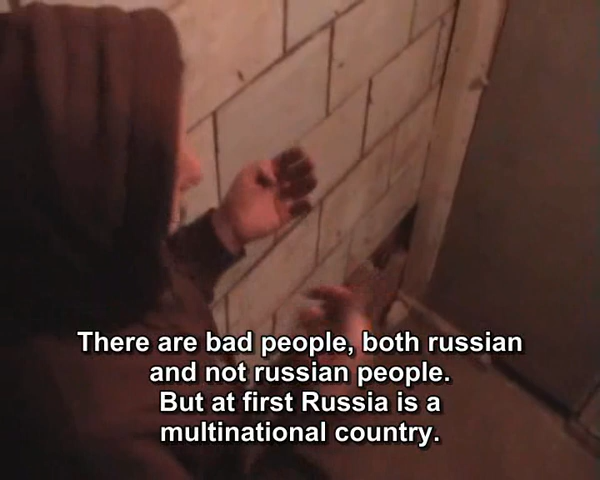 There are bad people, both russian
and not russian people.
But at first Russia is a
multinational country.